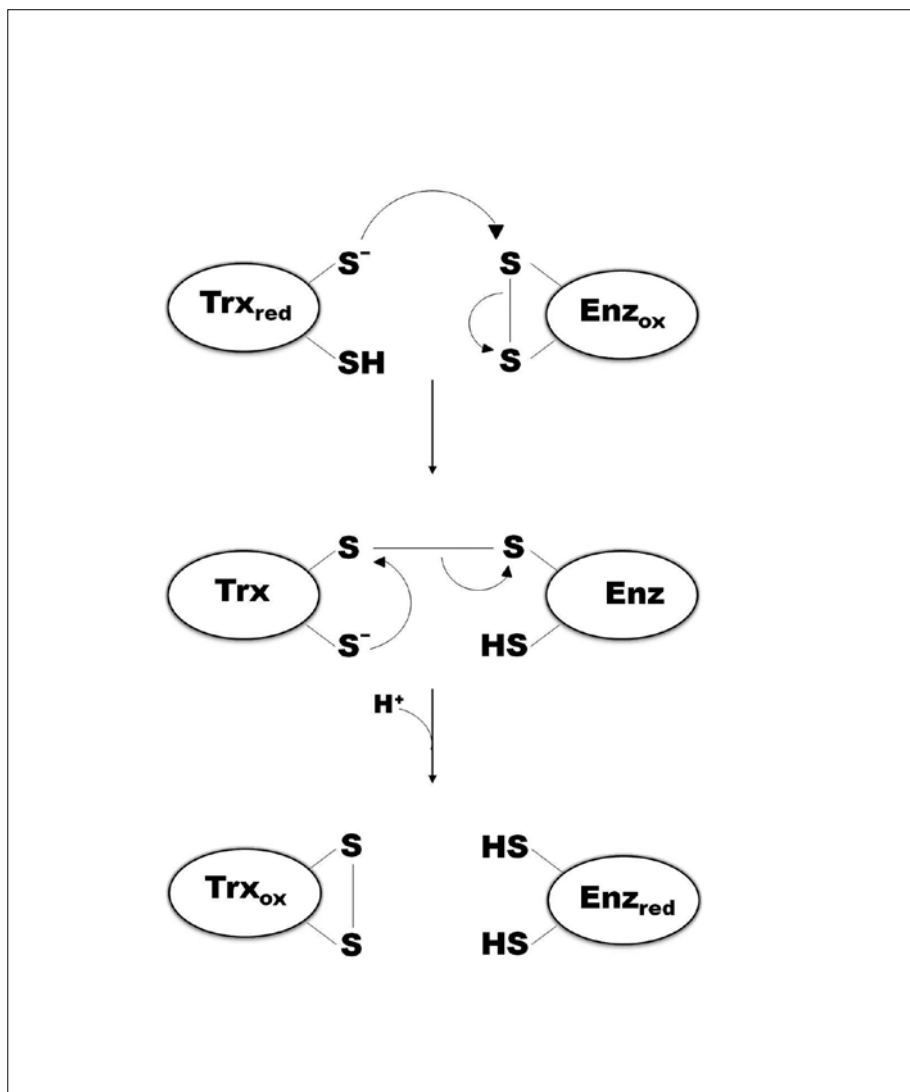 S⁻ S
Trx_red Enz_ox
SH S
S S
Trx Enz
S⁻ HS
H⁺
S HS
Trx_ox Enz_red
S HS